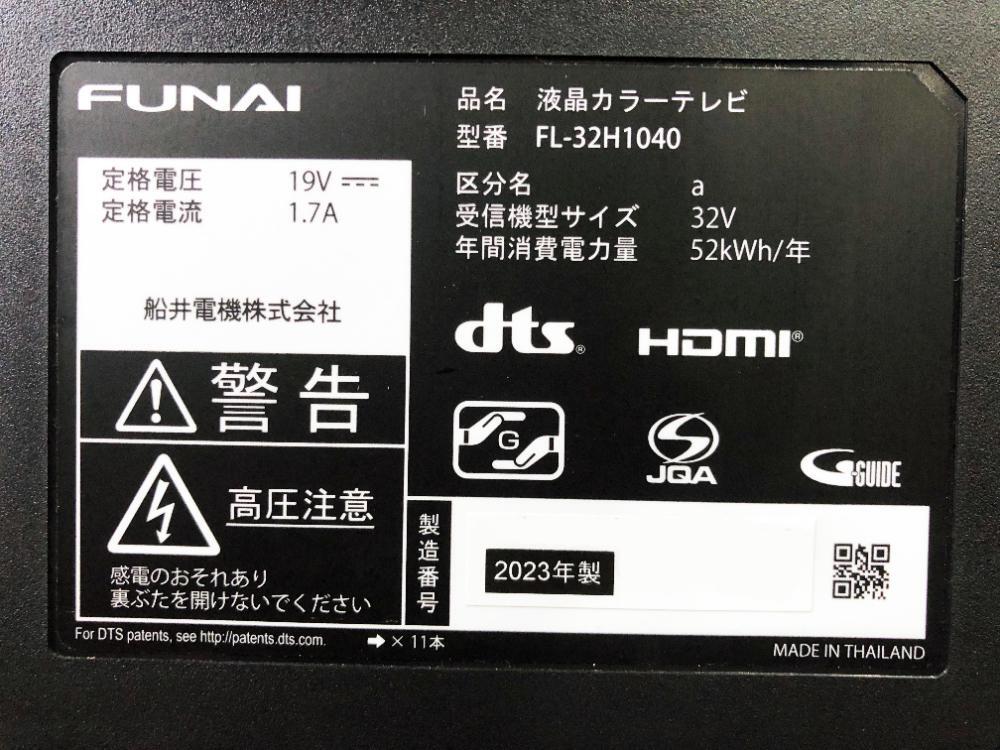 FUNAI
品名 液晶カラーテレビ
型番 FL-32H1040
定格電圧 19V
定格電流 1.7A
船井電機株式会社
区分名 a
受信機型サイズ 32V
年間消費電力量 52kWh/年
dts®
HDMI®
G
JQA
G-GUIDE
警告
高圧注意
感電のおそれあり
裏ぶたを開けないでください
製造番号
2023年製
For DTS patents, see http://patents.dts.com.
➡ × 11本
MADE IN THAILAND